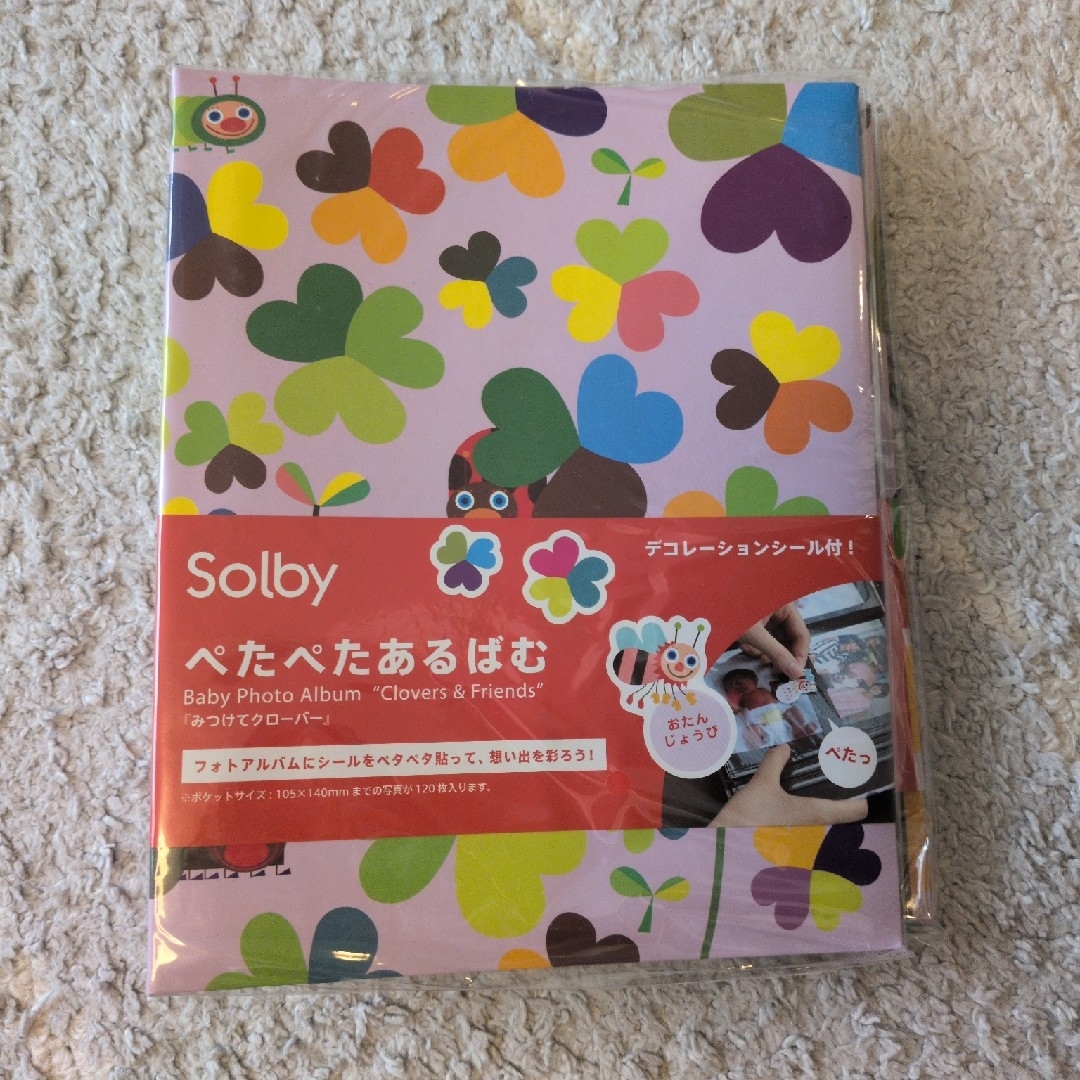 デコレーションシール付！
Solby
ぺたぺたあるばむ
Baby Photo Album “Clovers & Friends”
『みつけてクローバー』
おたん
じょうび
ぺたっ
フォトアルバムにシールをペタペタ貼って、想い出を彩ろう！
※ポケットサイズ：105×140mmまでの写真が120枚入ります。